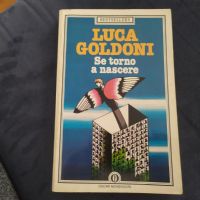 BESTSELLERS
LUCA
GOLDONI
Se torno
a nascere
OSCAR MONDADORI